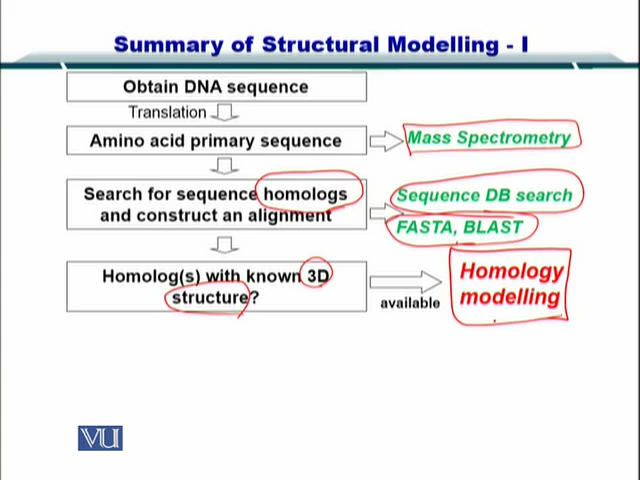 Summary of Structural Modelling - I
Obtain DNA sequence
Translation
Amino acid primary sequence
Mass Spectrometry
Search for sequence homologs
and construct an alignment
Sequence DB search
FASTA, BLAST
Homolog(s) with known 3D
structure?
available
Homology
modelling
VU